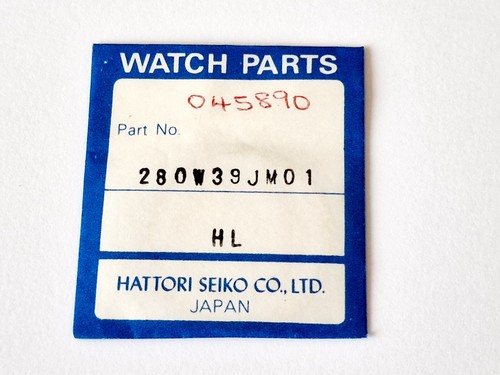 WATCH PARTS
045890
Part No.
280W39JM01
HL
HATTORI SEIKO CO., LTD.
JAPAN